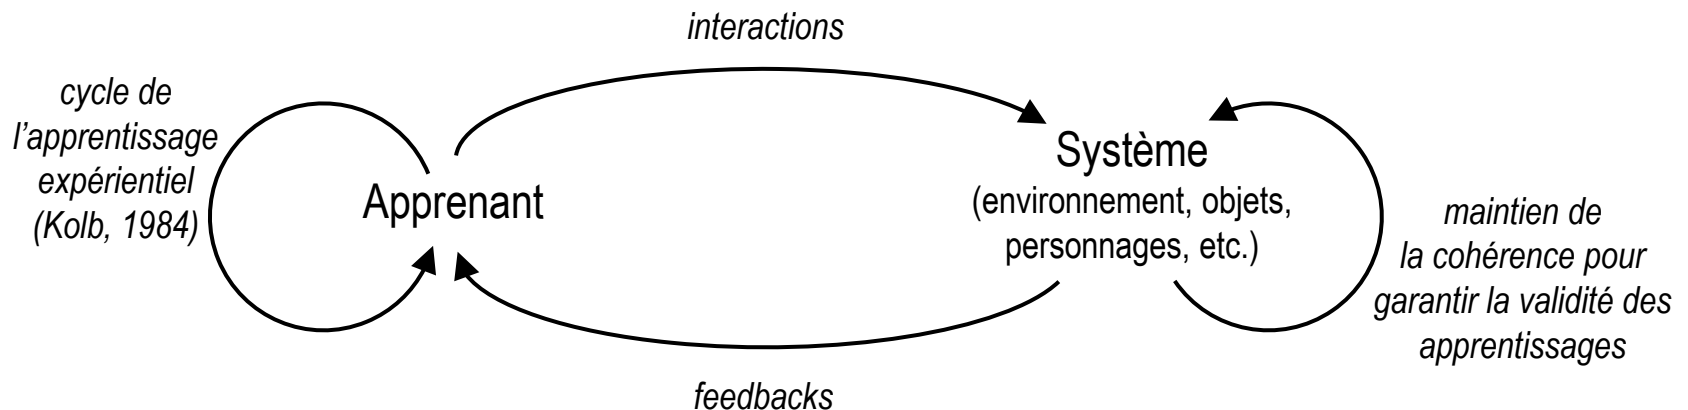 interactions
cycle de
l’apprentissage
expérientiel
(Kolb, 1984)
Apprenant
Système
(environnement, objets,
personnages, etc.)
maintien de
la cohérence pour
garantir la validité des
apprentissages
feedbacks